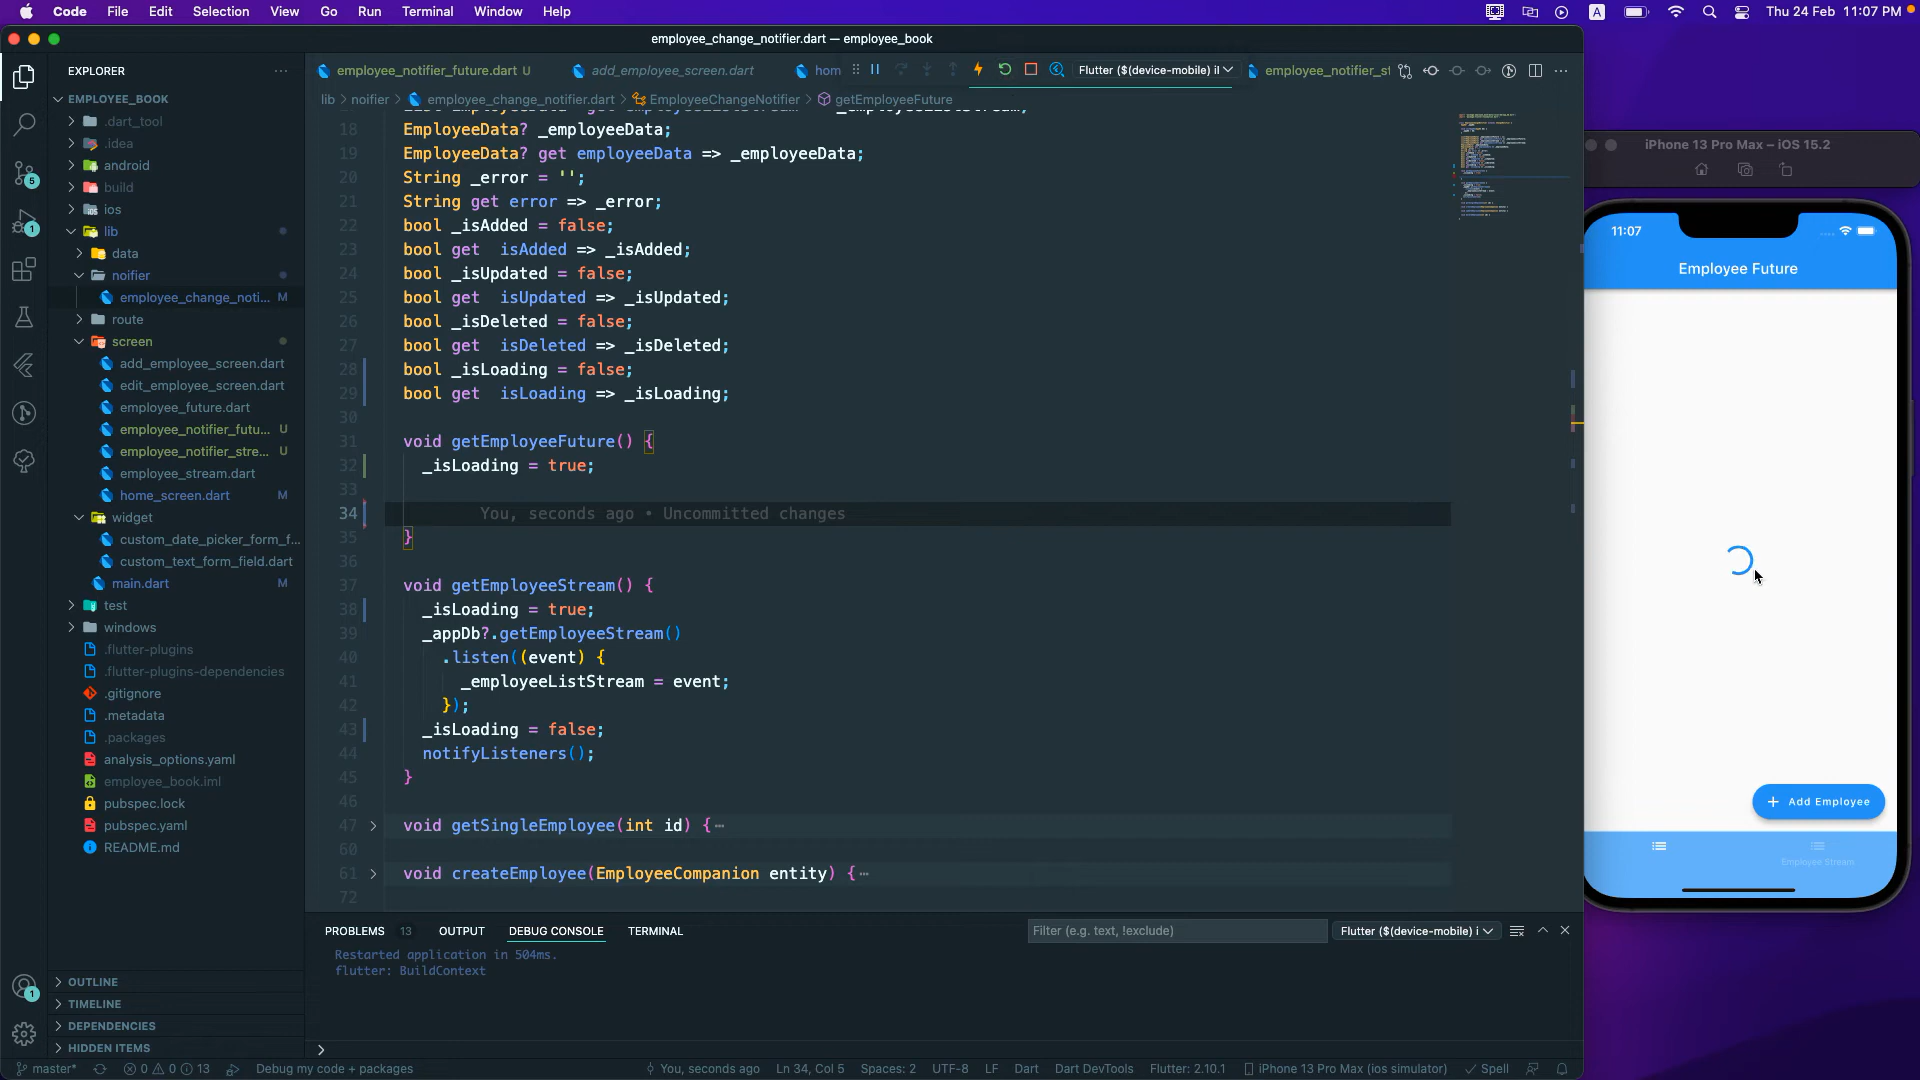 Code File Edit Selection View Go Run Terminal Window Help
A
Thu 24 Feb 11:07 PM
employee_change_notifier.dart — employee_book
EXPLORER
employee_notifier_future.dart U
add_employee_screen.dart
hom
Flutter ($(device-mobile) il
employee_notifier_st
lib > noifier > employee_change_notifier.dart > EmployeeChangeNotifier > getEmployeeFuture
EMPLOYEE_BOOK
.dart_tool
.idea
android
build
ios
lib
data
noifier
employee_change_noti... M
route
screen
add_employee_screen.dart
edit_employee_screen.dart
employee_future.dart
employee_notifier_futu... U
employee_notifier_stre... U
employee_stream.dart
home_screen.dart
widget
custom_date_picker_form_f...
custom_text_form_field.dart
main.dart M
test
windows
.flutter-plugins
.flutter-plugins-dependencies
.gitignore
.metadata
.packages
analysis_options.yaml
employee_book.iml
pubspec.lock
pubspec.yaml
README.md
OUTLINE
TIMELINE
DEPENDENCIES
HIDDEN ITEMS
5
1
1
18 EmployeeData? _employeeData;
19 EmployeeData? get employeeData => _employeeData;
20 String _error = '';
21 String get error => _error;
22 bool _isAdded = false;
23 bool get isAdded => _isAdded;
24 bool _isUpdated = false;
25 bool get isUpdated => _isUpdated;
26 bool _isDeleted = false;
27 bool get isDeleted => _isDeleted;
28 bool _isLoading = false;
29 bool get isLoading => _isLoading;
30
31 void getEmployeeFuture() {
32 _isLoading = true;
33
34 You, seconds ago • Uncommitted changes
35 }
36
37 void getEmployeeStream() {
38 _isLoading = true;
39 _appDb?.getEmployeeStream()
40 .listen((event) {
41 _employeeListStream = event;
42 });
43 _isLoading = false;
44 notifyListeners();
45 }
46
47 void getSingleEmployee(int id) {⋯
60
61 void createEmployee(EmployeeCompanion entity) {⋯
72
PROBLEMS 13 OUTPUT DEBUG CONSOLE TERMINAL
Filter (e.g. text, !exclude)
Flutter ($(device-mobile) i
Restarted application in 504ms.
flutter: BuildContext
master* 0 0 13 Debug my code + packages
You, seconds ago Ln 34, Col 5 Spaces: 2 UTF-8 LF Dart Dart DevTools Flutter: 2.10.1 iPhone 13 Pro Max (ios simulator) Spell
iPhone 13 Pro Max – iOS 15.2
11:07
Employee Future
+ Add Employee
Employee Stream